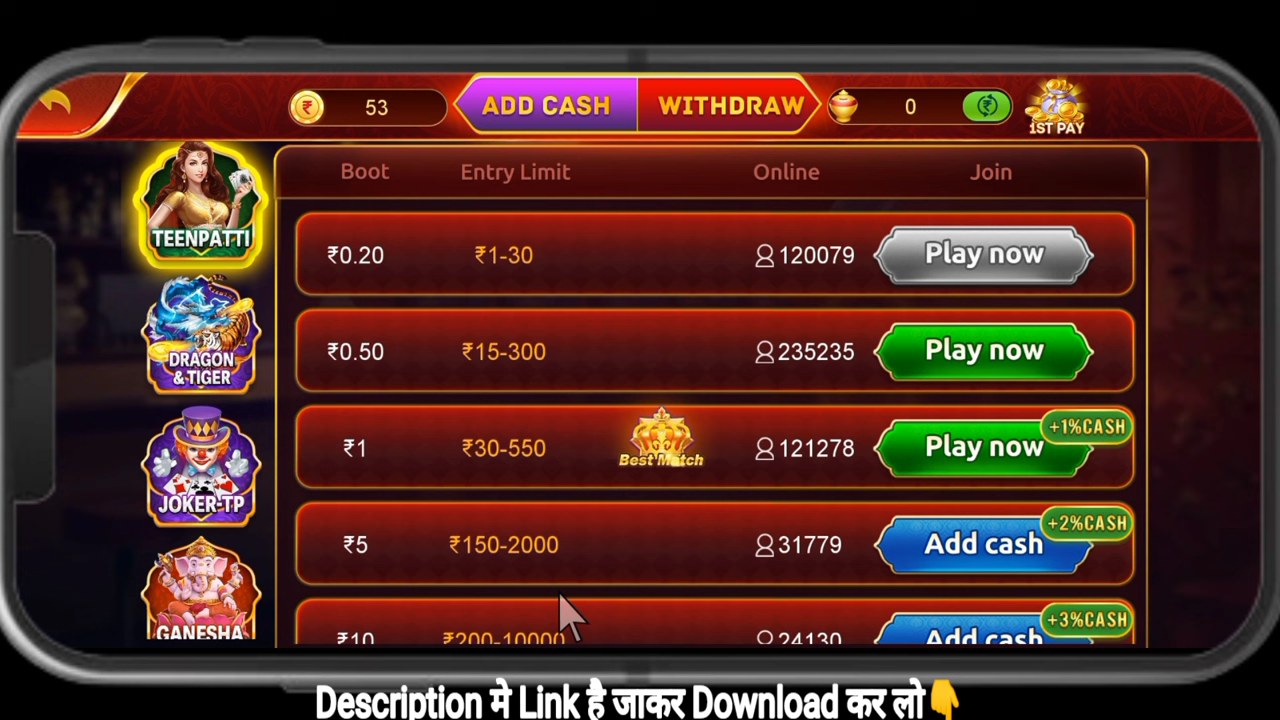 53
ADD CASH
WITHDRAW
0
1ST PAY
Boot
Entry Limit
Online
Join
TEENPATTI
₹0.20
₹1-30
120079
Play now
DRAGON
& TIGER
₹0.50
₹15-300
235235
Play now
₹1
₹30-550
Best Match
121278
Play now
+1%CASH
JOKER-TP
₹5
₹150-2000
31779
Add cash
+2%CASH
GANESHA
₹10
₹200-10000
24130
Add cash
+3%CASH
Description मे Link है जाकर Download कर लो👇